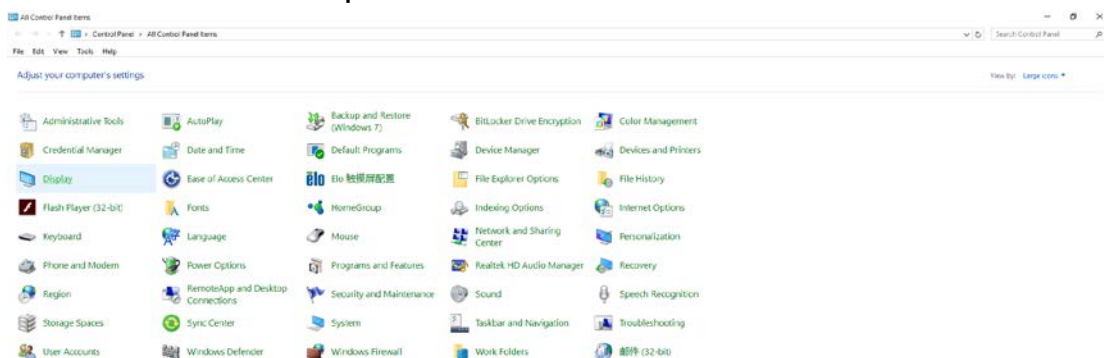 All Control Panel Items
Control Panel › All Control Panel Items
Search Control Panel
File Edit View Tools Help
Adjust your computer's settings
View by: Large icons
Administrative Tools
AutoPlay
Backup and Restore
(Windows 7)
BitLocker Drive Encryption
Color Management
Credential Manager
Date and Time
Default Programs
Device Manager
Devices and Printers
Display
Ease of Access Center
elo
Elo 触摸屏配置
File Explorer Options
File History
Flash Player (32-bit)
Fonts
HomeGroup
Indexing Options
Internet Options
Keyboard
Language
Mouse
Network and Sharing
Center
Personalization
Phone and Modem
Power Options
Programs and Features
Realtek HD Audio Manager
Recovery
Region
RemoteApp and Desktop
Connections
Security and Maintenance
Sound
Speech Recognition
Storage Spaces
Sync Center
System
Taskbar and Navigation
Troubleshooting
User Accounts
Windows Defender
Windows Firewall
Work Folders
邮件 (32-bit)